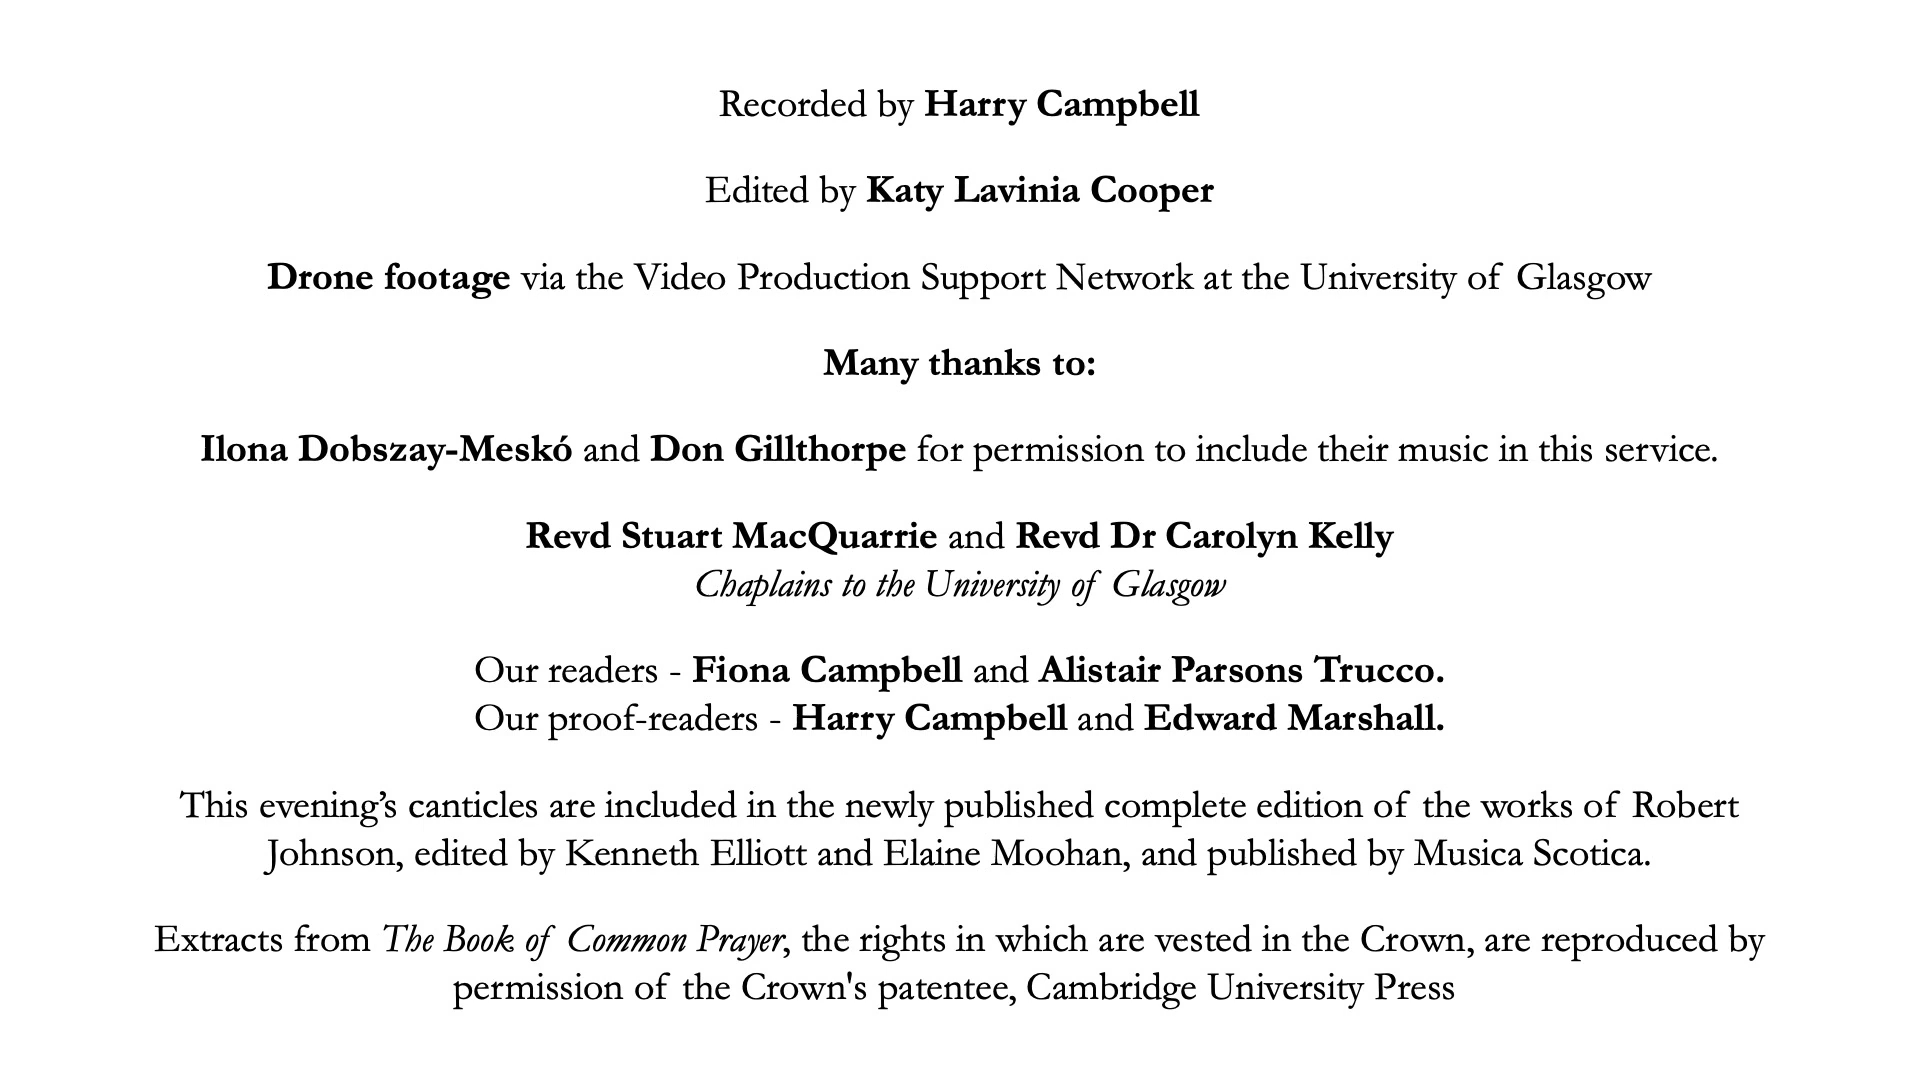 Recorded by Harry Campbell
Edited by Katy Lavinia Cooper
Drone footage via the Video Production Support Network at the University of Glasgow
Many thanks to:
Ilona Dobszay-Meskó and Don Gillthorpe for permission to include their music in this service.
Revd Stuart MacQuarrie and Revd Dr Carolyn Kelly
Chaplains to the University of Glasgow
Our readers - Fiona Campbell and Alistair Parsons Trucco.
Our proof-readers - Harry Campbell and Edward Marshall.
This evening’s canticles are included in the newly published complete edition of the works of Robert
Johnson, edited by Kenneth Elliott and Elaine Moohan, and published by Musica Scotica.
Extracts from The Book of Common Prayer, the rights in which are vested in the Crown, are reproduced by
permission of the Crown's patentee, Cambridge University Press